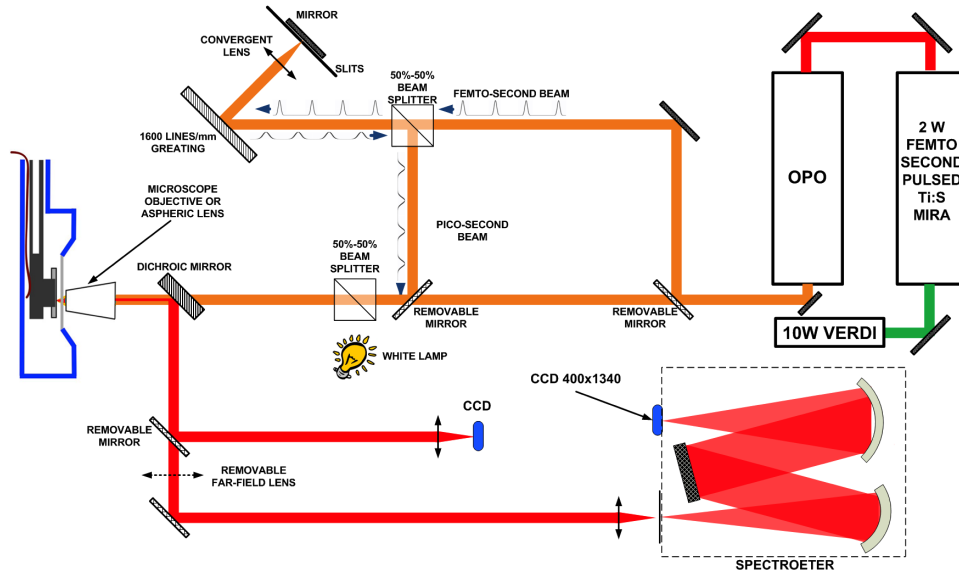 MIRROR
CONVERGENT
LENS
SLITS
50%-50%
BEAM
SPLITTER
FEMTO-SECOND BEAM
1600 LINES/mm
GREATING
MICROSCOPE
OBJECTIVE OR
ASPHERIC LENS
PICO-SECOND
BEAM
50%-50%
BEAM
SPLITTER
DICHROIC MIRROR
REMOVABLE
MIRROR
REMOVABLE
MIRROR
OPO
2 W
FEMTO
SECOND
PULSED
Ti:S
MIRA
10W VERDI
WHITE LAMP
CCD 400x1340
CCD
REMOVABLE
MIRROR
REMOVABLE
FAR-FIELD LENS
SPECTROETER